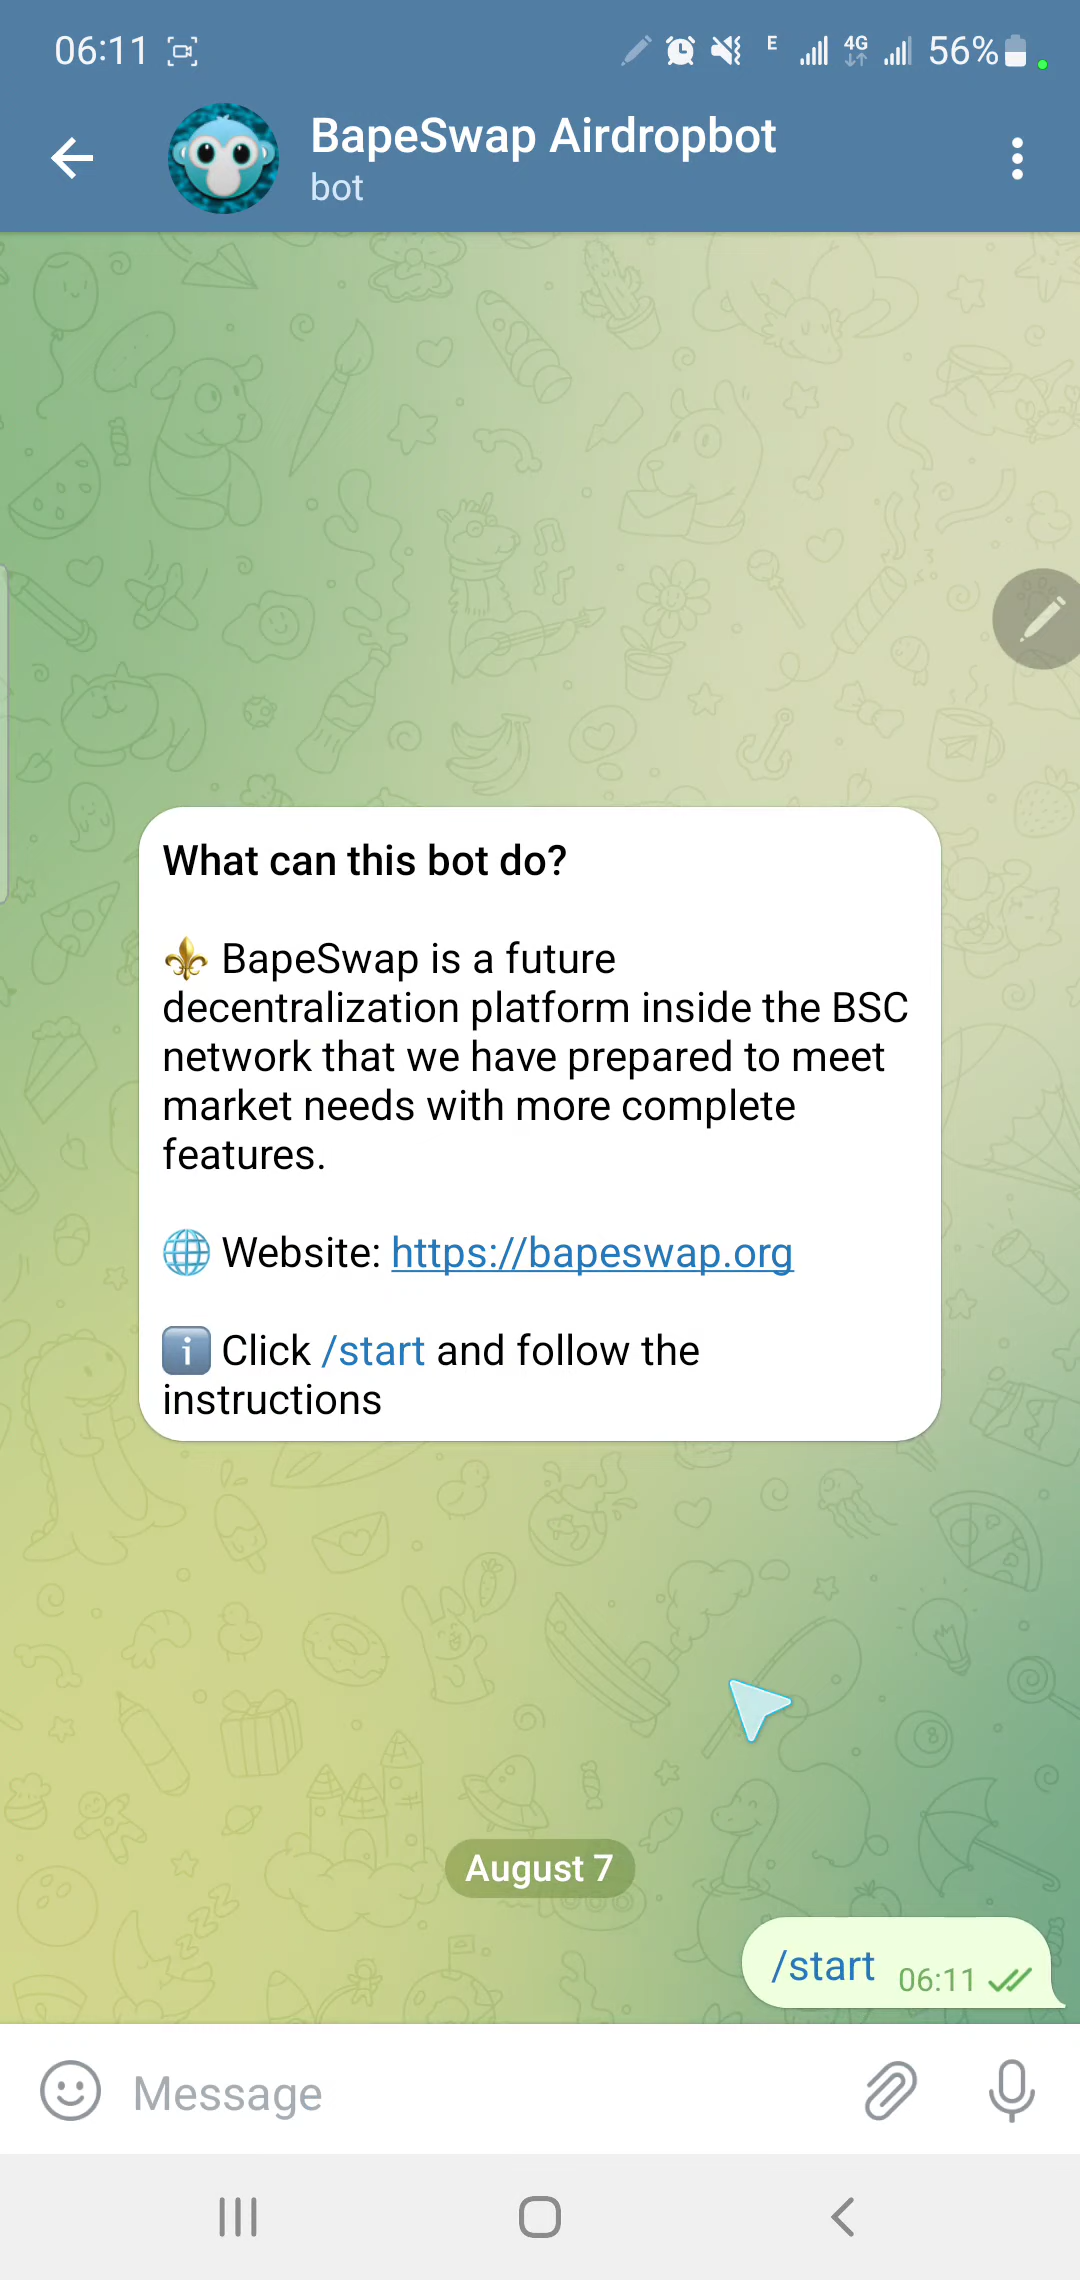 06:11 E 4G 56%
BapeSwap Airdropbot
bot
What can this bot do?
⚜️ BapeSwap is a future
decentralization platform inside the BSC
network that we have prepared to meet
market needs with more complete
features.
🌐 Website: https://bapeswap.org
ℹ️ Click /start and follow the
instructions
August 7
/start 06:11
Message